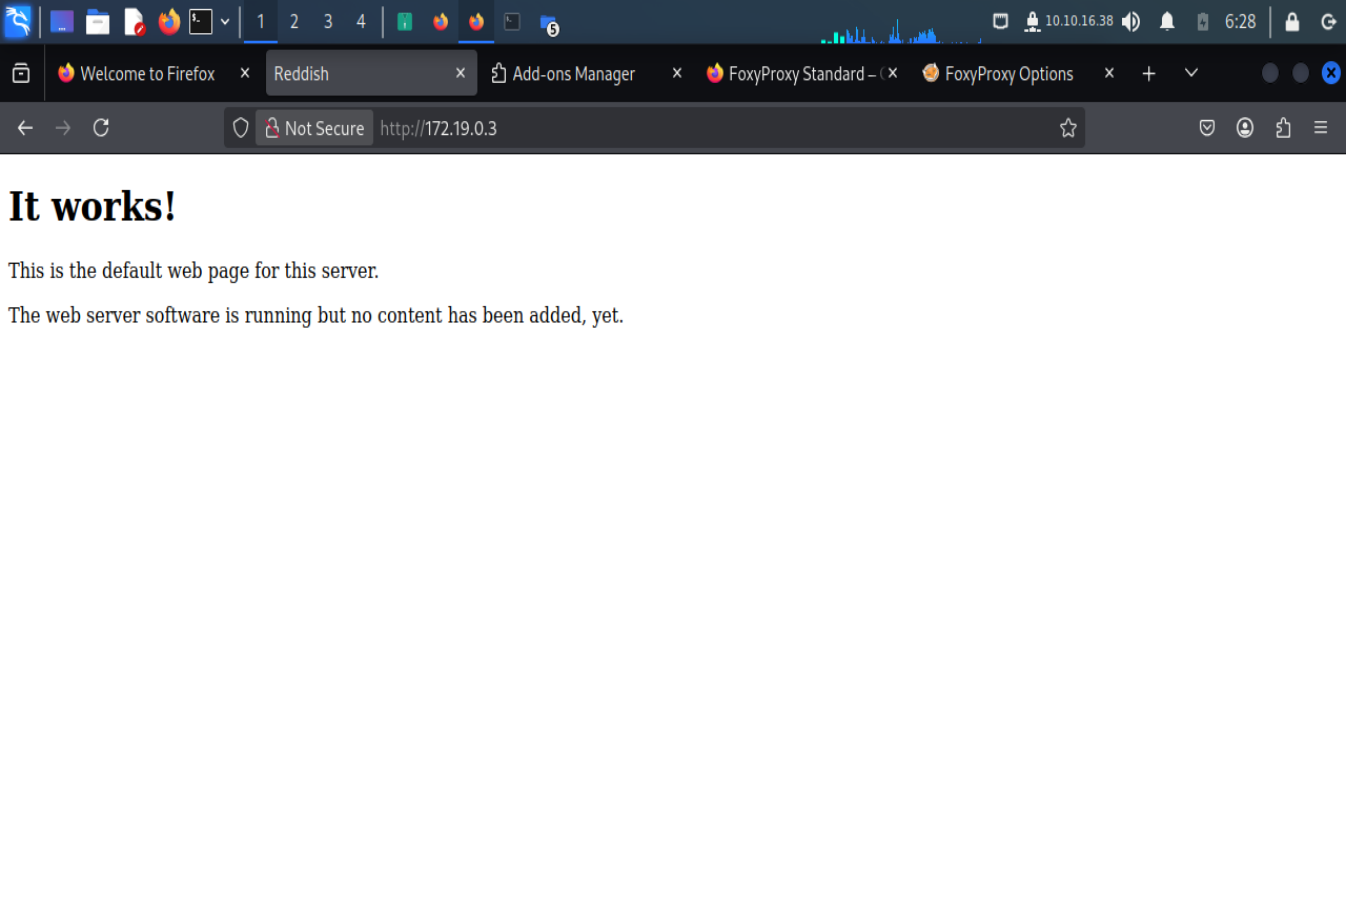 1 2 3 4 5 10.10.16.38 6:28
Welcome to Firefox Reddish Add-ons Manager FoxyProxy Standard – ( FoxyProxy Options
Not Secure http://172.19.0.3
It works!
This is the default web page for this server.
The web server software is running but no content has been added, yet.